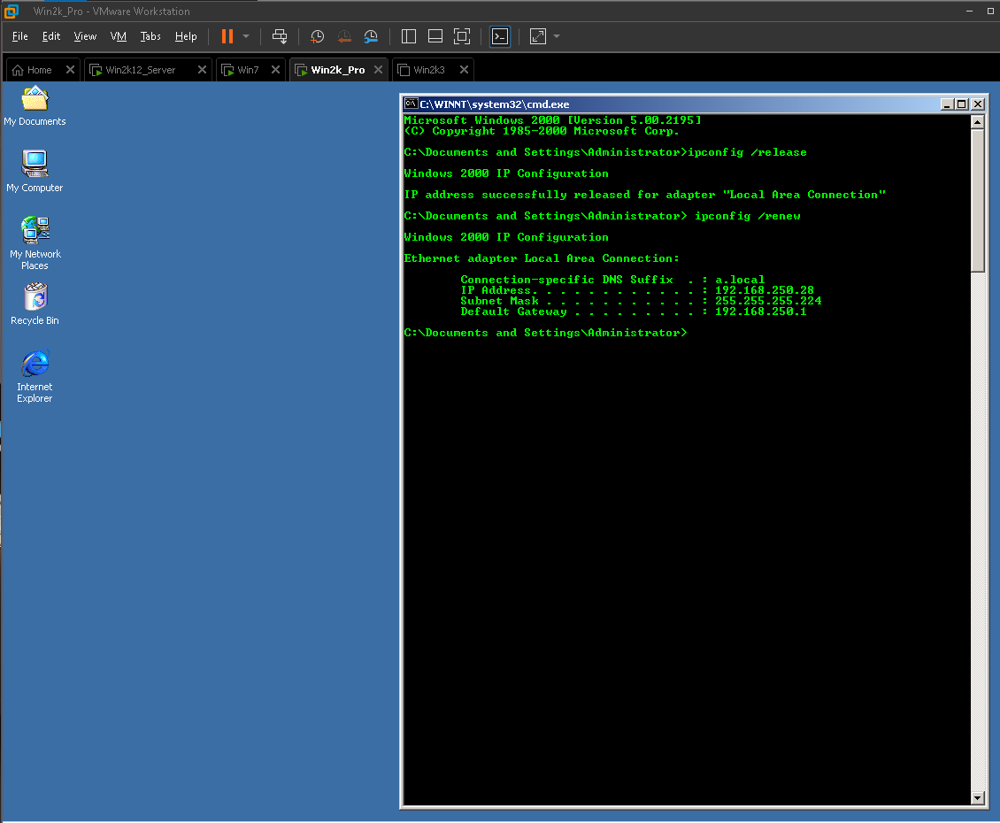 Win2k_Pro - VMware Workstation
File Edit View VM Tabs Help
Home Win2k12_Server Win7 Win2k_Pro Win2k3
My Documents
My Computer
My Network
Places
Recycle Bin
Internet
Explorer
C:\WINNT\system32\cmd.exe
Microsoft Windows 2000 [Version 5.00.2195]
(C) Copyright 1985-2000 Microsoft Corp.
C:\Documents and Settings\Administrator>ipconfig /release
Windows 2000 IP Configuration
IP address successfully released for adapter "Local Area Connection"
C:\Documents and Settings\Administrator> ipconfig /renew
Windows 2000 IP Configuration
Ethernet adapter Local Area Connection:
Connection-specific DNS Suffix  . : a.local
IP Address. . . . . . . . . . . . : 192.168.250.28
Subnet Mask . . . . . . . . . . . : 255.255.255.224
Default Gateway . . . . . . . . . : 192.168.250.1
C:\Documents and Settings\Administrator>